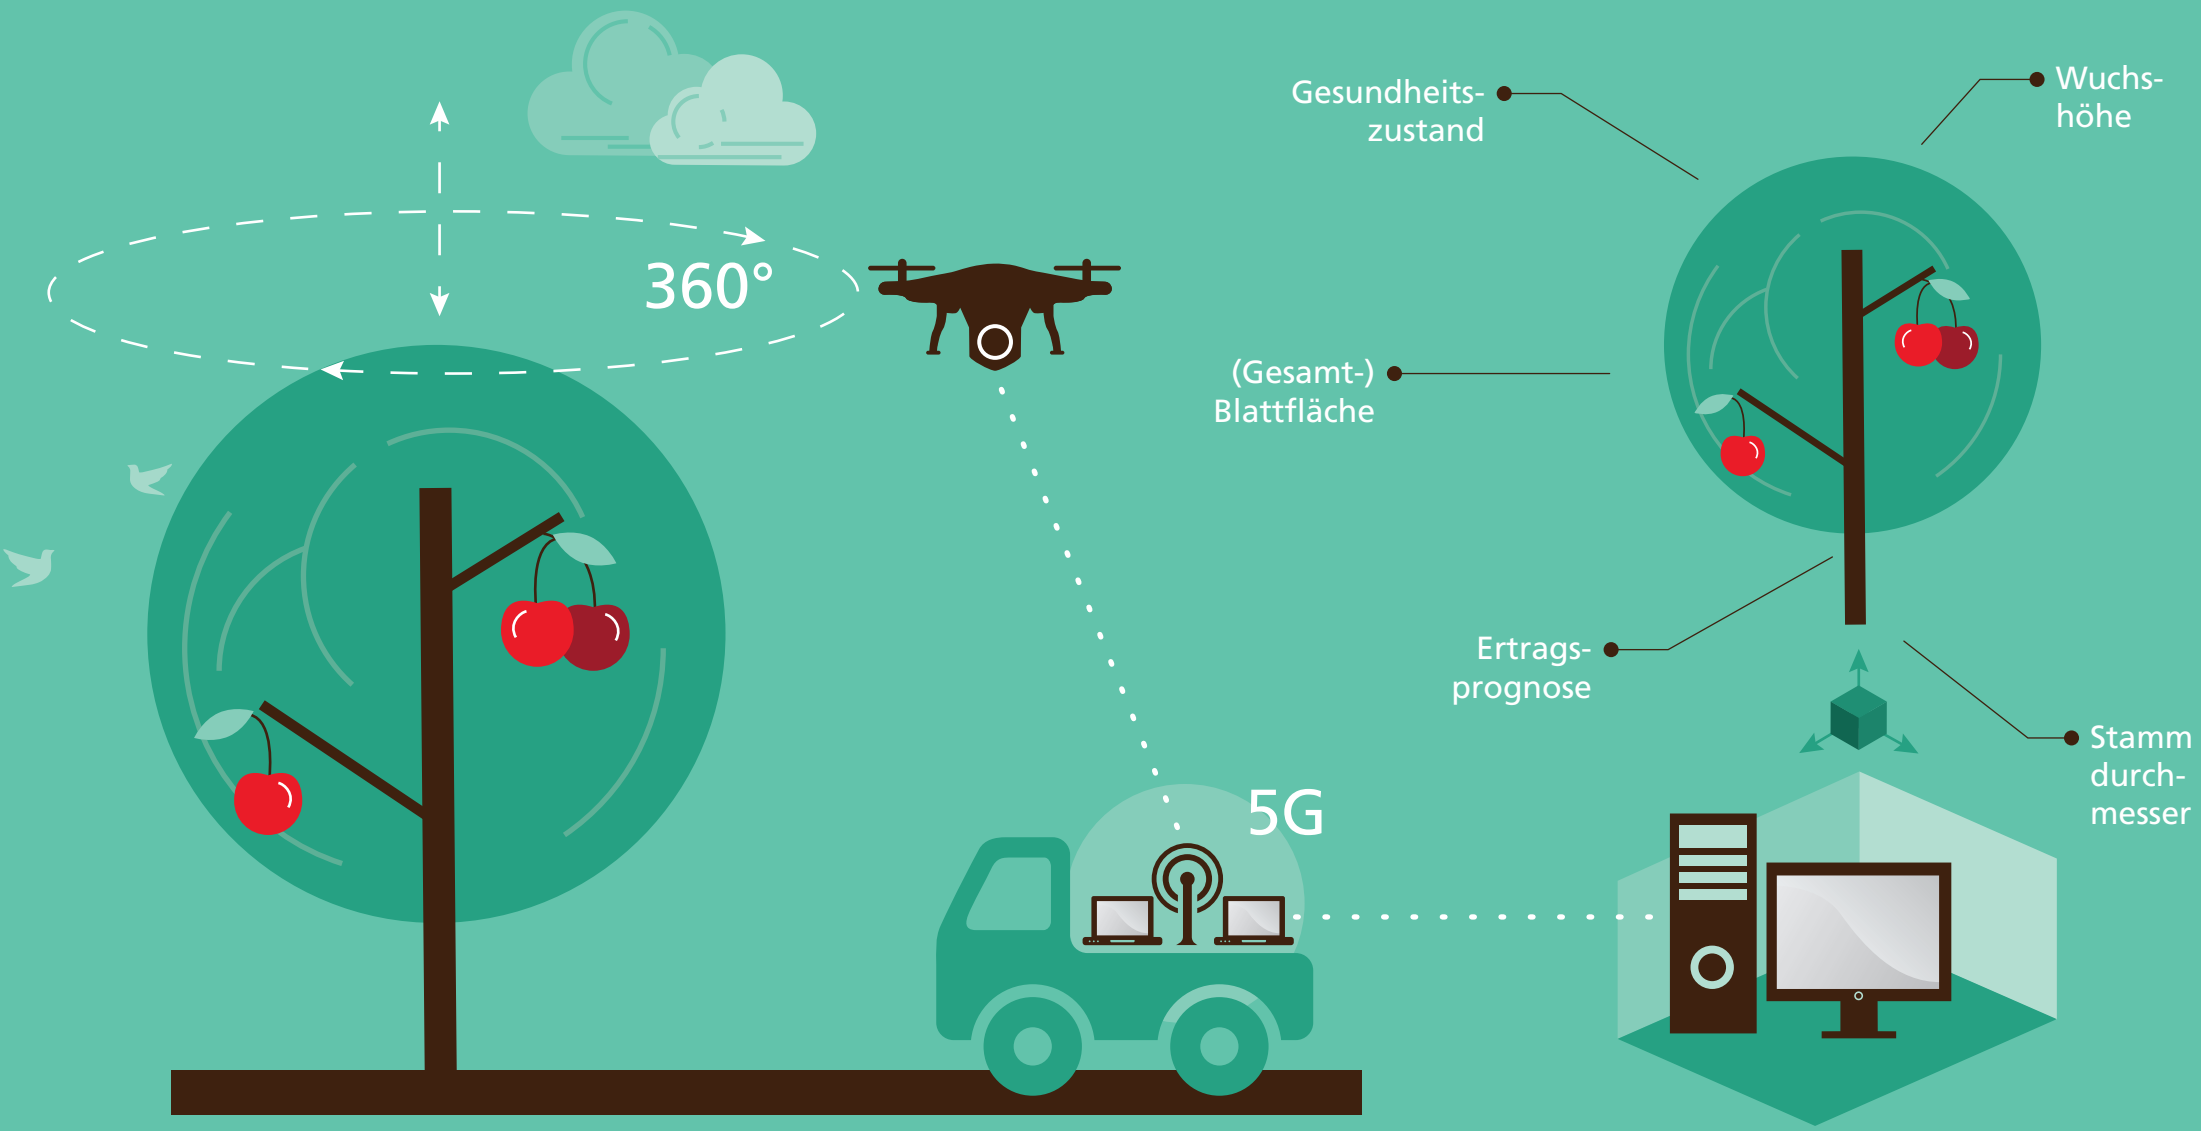 Gesundheits-
zustand
Wuchs-
höhe
360°
(Gesamt-)
Blattfläche
Ertrags-
prognose
Stamm
durch-
messer
5G